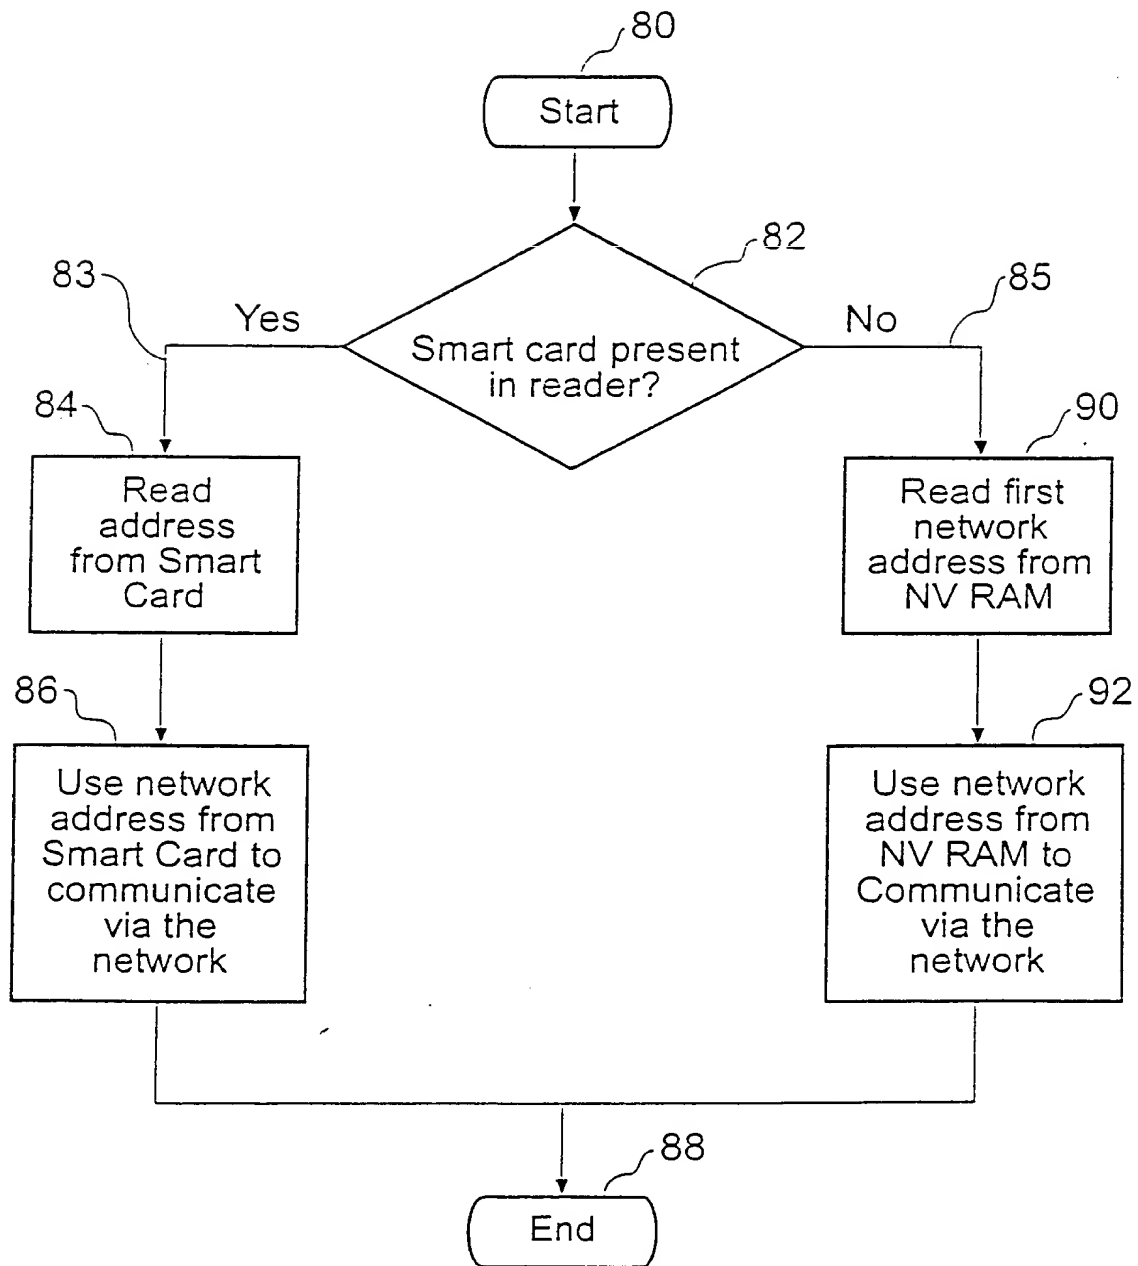 80
Start
82
83
85
Yes
No
Smart card present
in reader?
84
90
Read
address
from Smart
Card
Read first
network
address from
NV RAM
86
92
Use network
address from
Smart Card to
communicate
via the
network
Use network
address from
NV RAM to
Communicate
via the
network
88
End